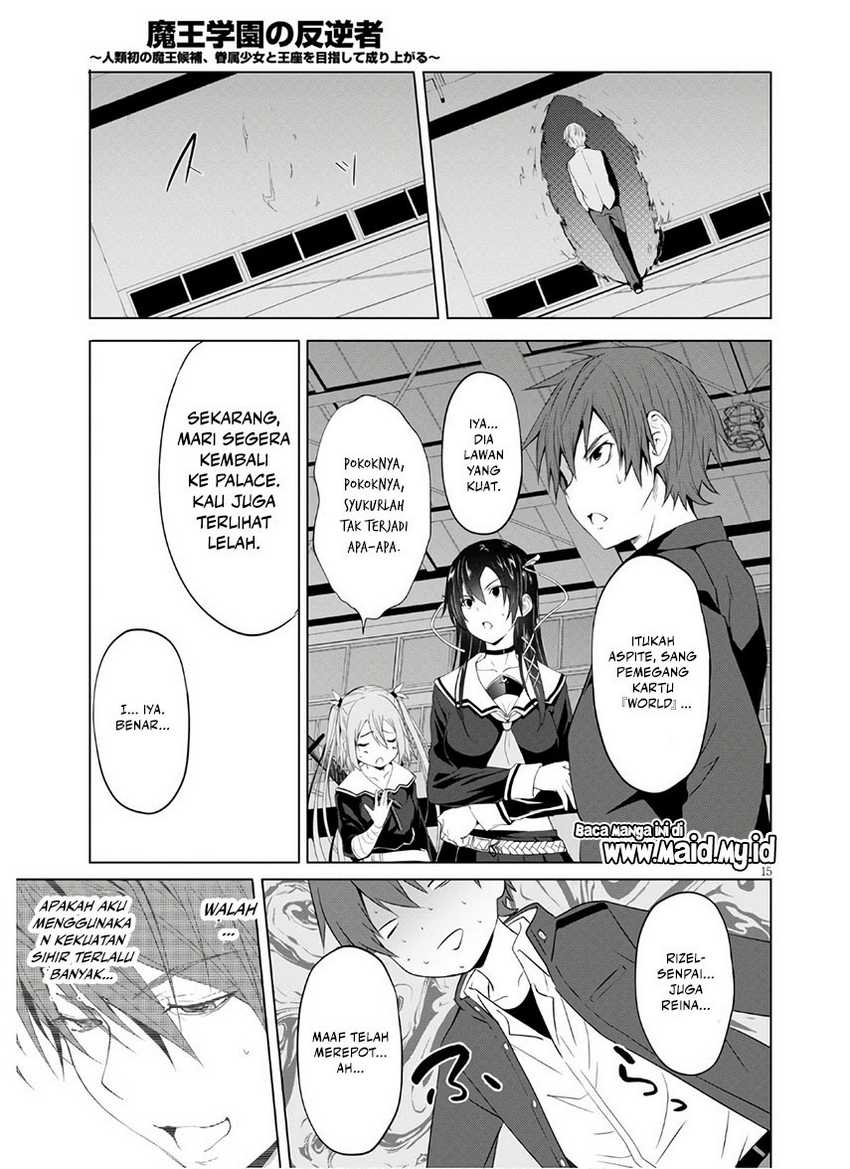 魔王学園の反逆者
〜人類初の魔王候補、眷属少女と王座を目指して成り上がる〜
ITUKAH
ASPITE, SANG
PEMEGANG
KARTU
『WORLD』...
IYA...
DIA
LAWAN
YANG
KUAT.
POKOKNYA,
POKOKNYA,
SYUKURLAH
TAK TERJADI
APA-APA.
SEKARANG,
MARI SEGERA
KEMBALI
KE PALACE.
KAU JUGA
TERLIHAT
LELAH.
I... IYA.
BENAR...
Baca manga ini di
www.Maid.my.id
15
RIZEL-
SENPAI...
JUGA
REINA.
MAAF TELAH
MEREPOT...
AH...
ふらっ
WALAH
...
APAKAH AKU
MENGGUNAKA
N KEKUATAN
SIHIR TERLALU
BANYAK...